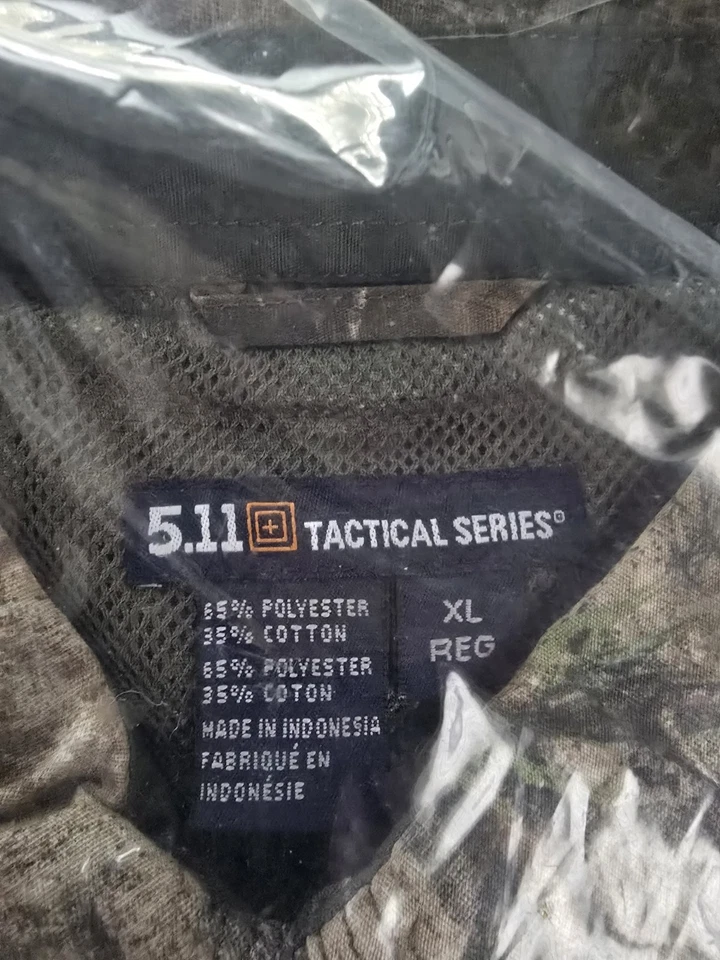 5.11 TACTICAL SERIES®
65% POLYESTER
35% COTTON
65% POLYESTER
35% COTON
MADE IN INDONESIA
FABRIQUÉ EN
INDONÉSIE
XL
REG